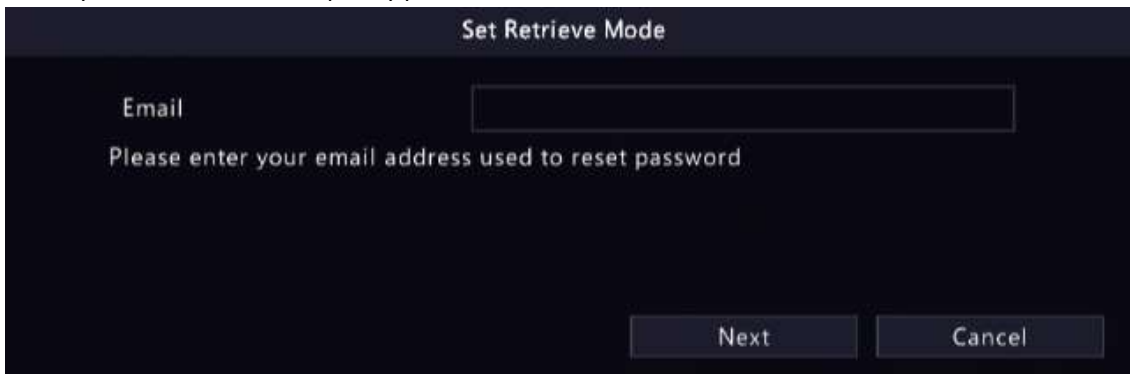 Set Retrieve Mode
Email
Please enter your email address used to reset password
Next Cancel